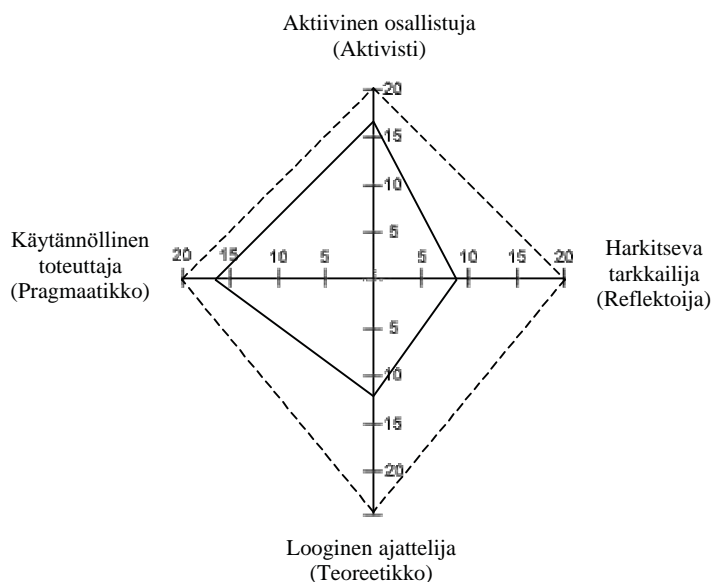 Aktiivinen osallistuja
(Aktivisti)
20
15
10
5
Käytännöllinen
toteuttaja
(Pragmaatikko)
20 15 10 5 5 10 15 20
Harkitseva
tarkkailija
(Reflektoija)
5
10
15
20
Looginen ajattelija
(Teoreetikko)